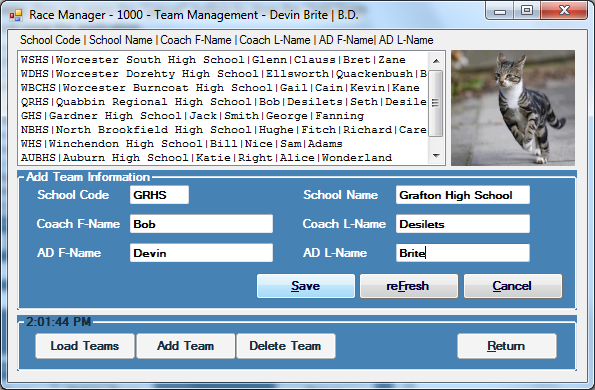 Race Manager - 1000 - Team Management - Devin Brite | B.D.
School Code | School Name | Coach F-Name | Coach L-Name | AD F-Name| AD L-Name
WSHS|Worcester South High School|Glenn|Clauss|Bret|Zane
WDHS|Worcester Dorehty High School|Ellsworth|Quackenbush|B
WBCHS|Worcester Burncoat High School|Gail|Cain|Kevin|Kane
QRHS|Quabbin Regional High School|Bob|Desilets|Seth|Desile
GHS|Gardner High School|Jack|Smith|George|Fanning
NBHS|North Brookfield High School|Hughe|Fitch|Richard|Care
WHS|Winchendon High School|Bill|Nice|Sam|Adams
AUBHS|Auburn High School|Katie|Right|Alice|Wonderland
Add Team Information
School Code GRHS School Name Grafton High School
Coach F-Name Bob Coach L-Name Desilets
AD F-Name Devin AD L-Name Brite
Save reFresh Cancel
2:01:44 PM
Load Teams Add Team Delete Team Return